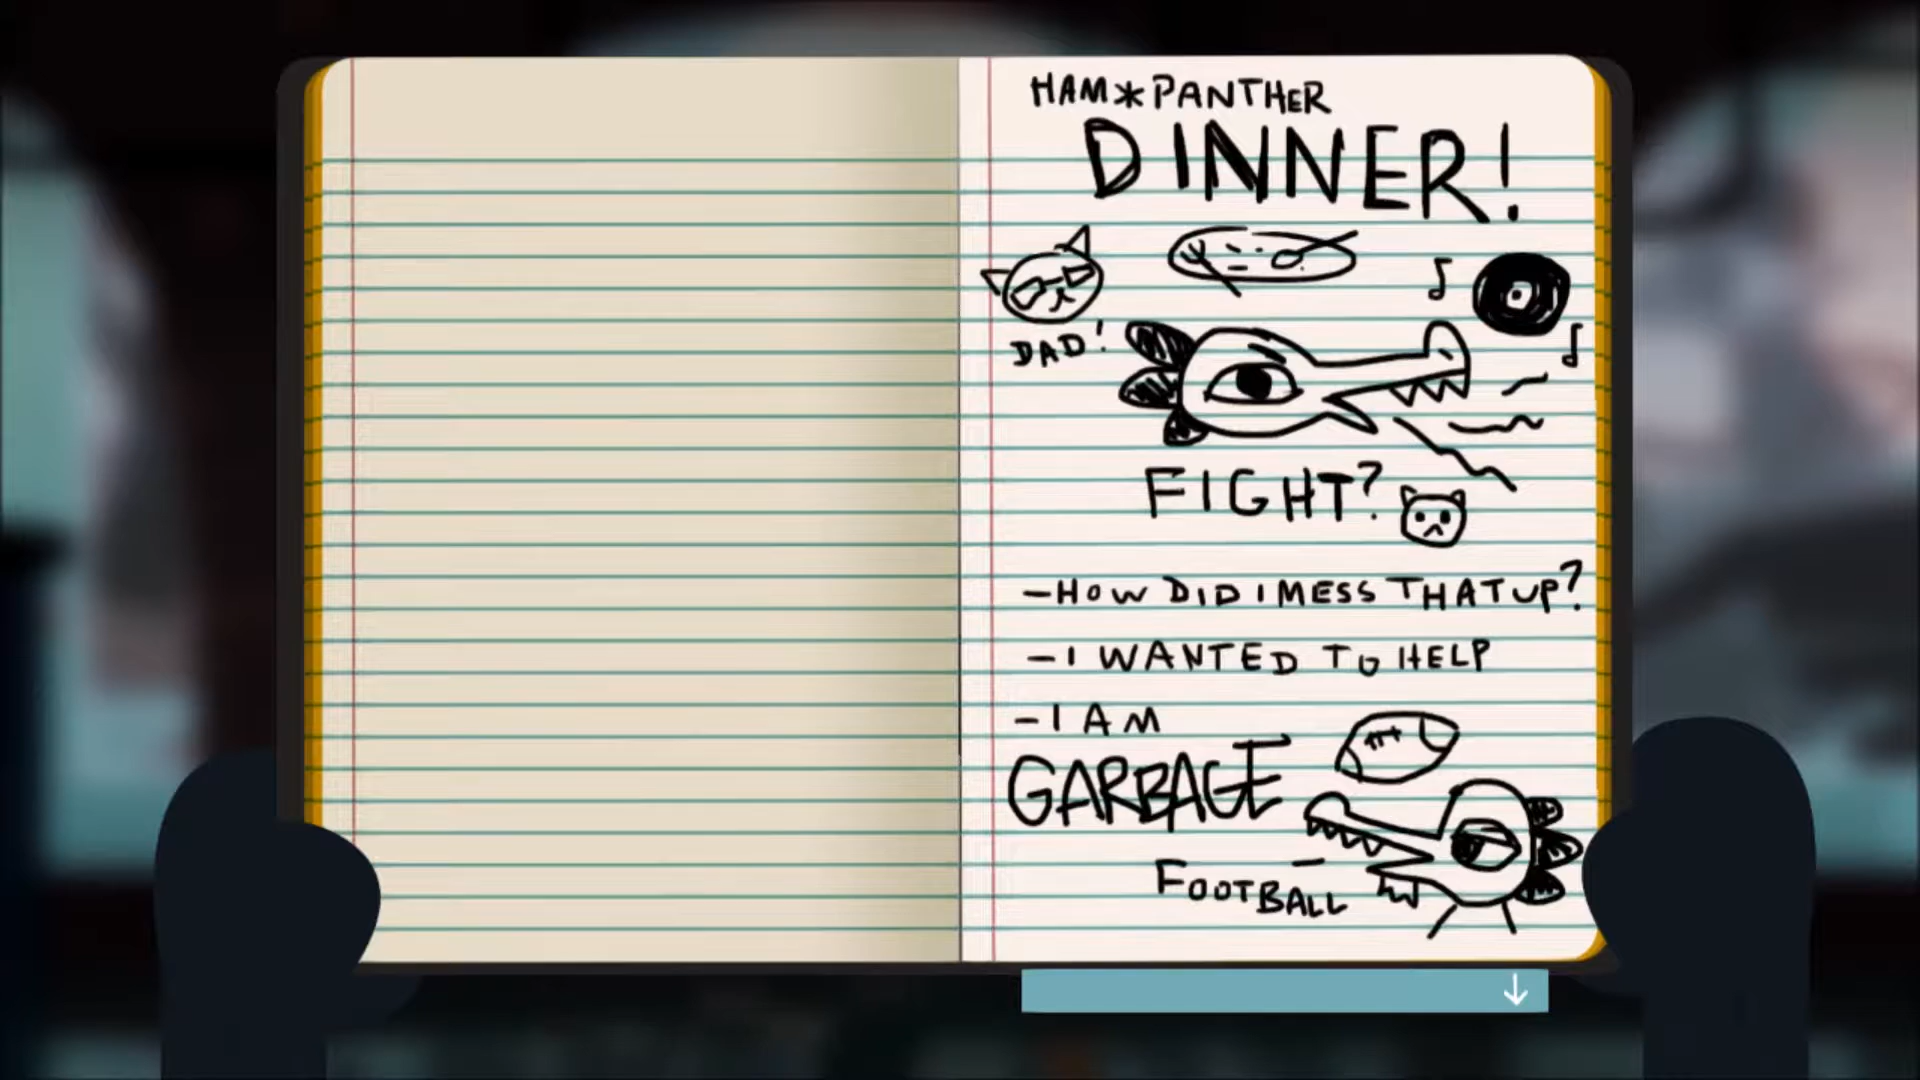 HAM*PANTHER
DINNER!
DAD!
FIGHT?
-HOW DID I MESS THAT UP?
-I WANTED TO HELP
-I AM
GARBAGE
FOOTBALL